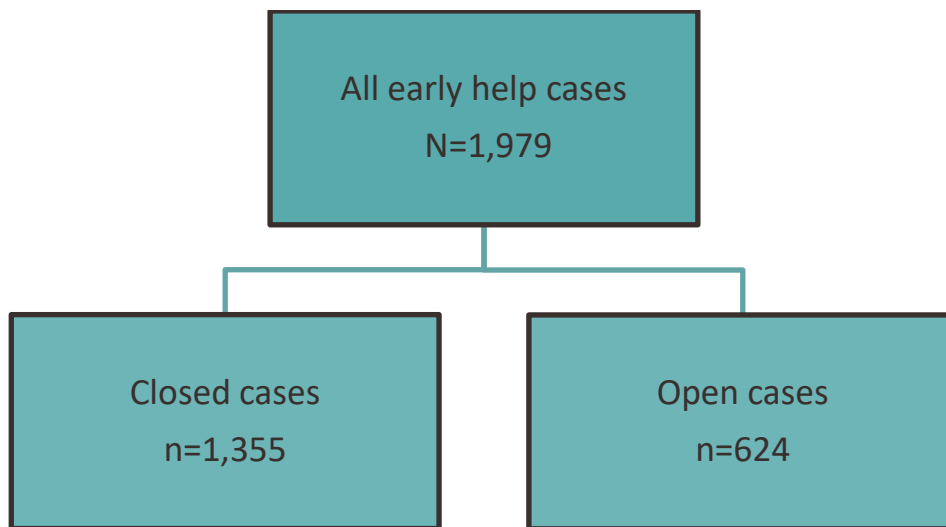 All early help cases
N=1,979
Closed cases
n=1,355
Open cases
n=624